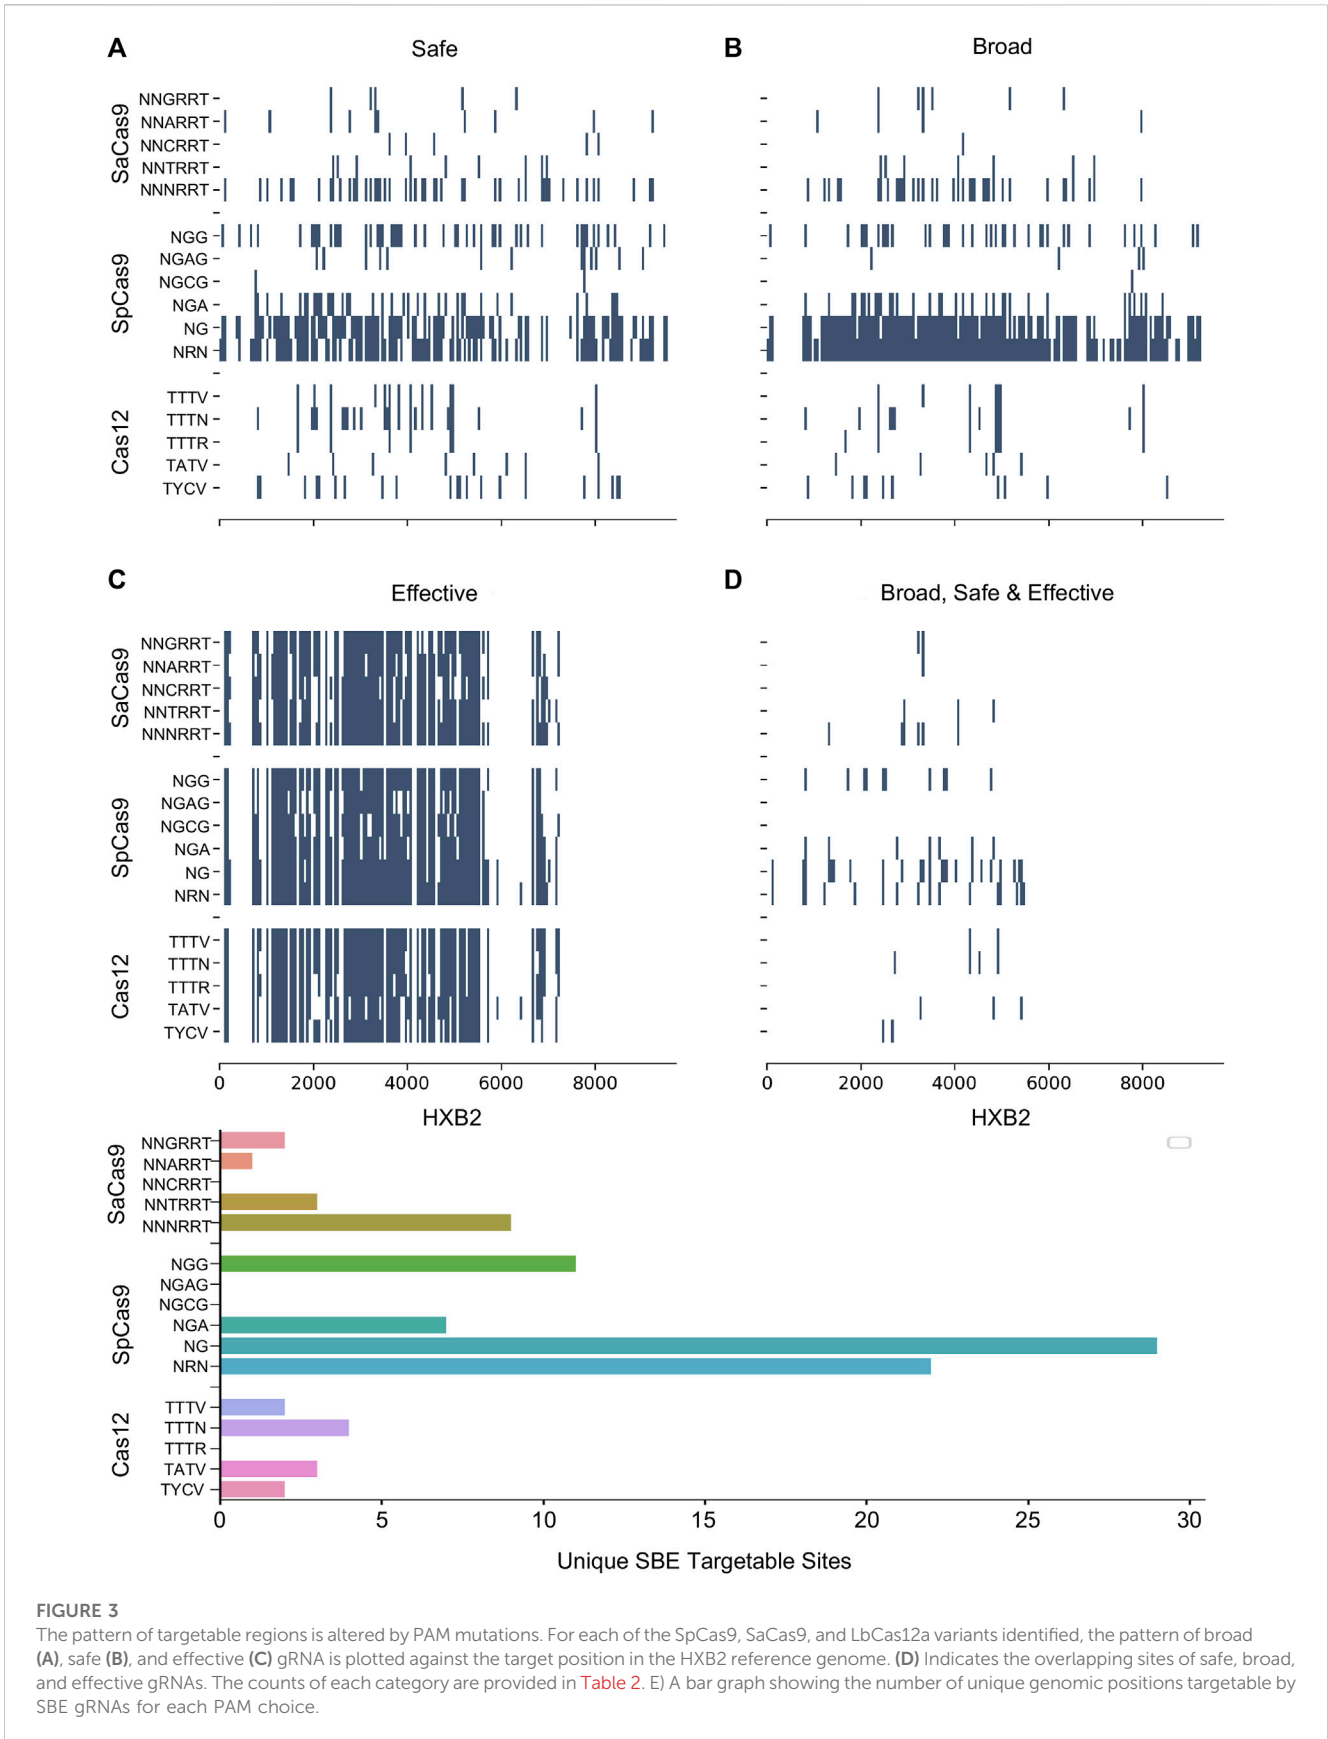 A
Safe
SaCas9
NNGRRT
NNARRT
NNCRRT
NNTRRT
NNNRRT
SpCas9
NGG
NGAG
NGCG
NGA
NG
NRN
Cas12
TTTV
TTTN
TTTR
TATV
TYCV
B
Broad
C
Effective
SaCas9
NNGRRT
NNARRT
NNCRRT
NNTRRT
NNNRRT
SpCas9
NGG
NGAG
NGCG
NGA
NG
NRN
Cas12
TTTV
TTTN
TTTR
TATV
TYCV
0 2000 4000 6000 8000
HXB2
D
Broad, Safe & Effective
0 2000 4000 6000 8000
HXB2
SaCas9
NNGRRT
NNARRT
NNCRRT
NNTRRT
NNNRRT
SpCas9
NGG
NGAG
NGCG
NGA
NG
NRN
Cas12
TTTV
TTTN
TTTR
TATV
TYCV
0 5 10 15 20 25 30
Unique SBE Targetable Sites
FIGURE 3
The pattern of targetable regions is altered by PAM mutations. For each of the SpCas9, SaCas9, and LbCas12a variants identified, the pattern of broad
(A), safe (B), and effective (C) gRNA is plotted against the target position in the HXB2 reference genome. (D) Indicates the overlapping sites of safe, broad,
and effective gRNAs. The counts of each category are provided in Table 2. E) A bar graph showing the number of unique genomic positions targetable by
SBE gRNAs for each PAM choice.